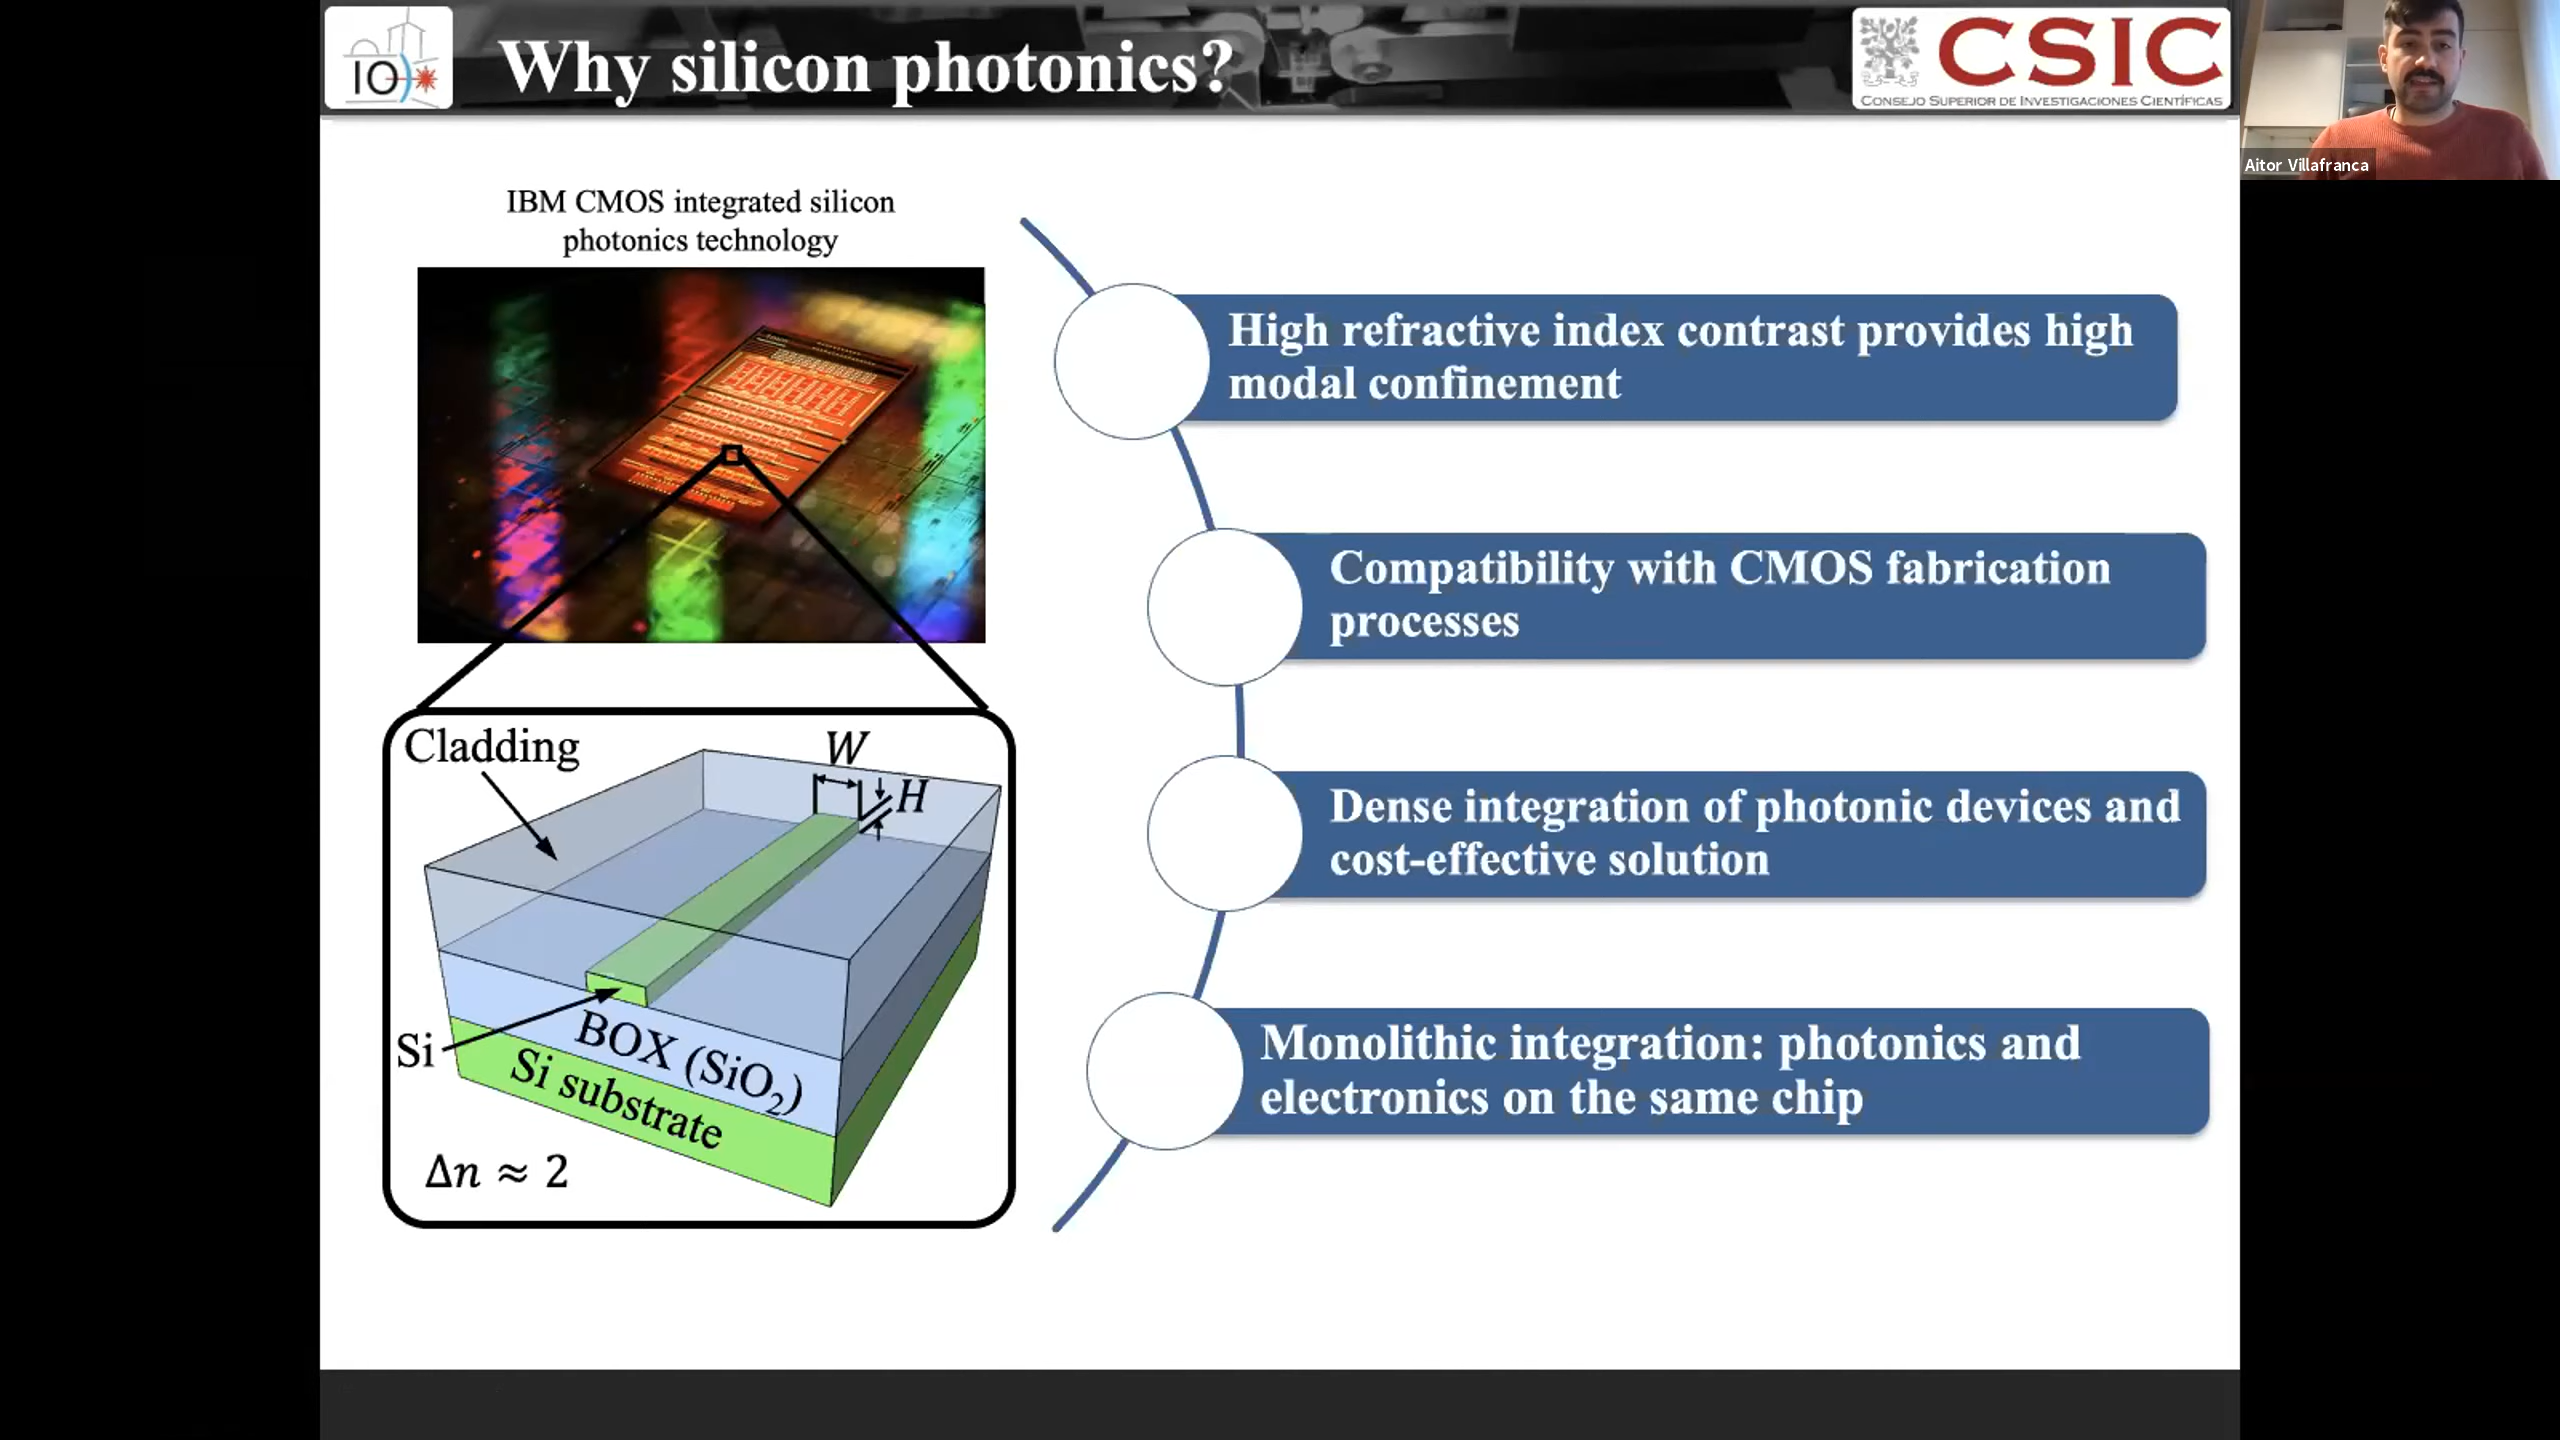 IO
Why silicon photonics?
CSIC
CONSEJO SUPERIOR DE INVESTIGACIONES CIENTÍFICAS
Aitor Villafranca
IBM CMOS integrated silicon
photonics technology
Cladding
W
H
Si
BOX (SiO₂)
Si substrate
Δn ≈ 2
High refractive index contrast provides high
modal confinement
Compatibility with CMOS fabrication
processes
Dense integration of photonic devices and
cost-effective solution
Monolithic integration: photonics and
electronics on the same chip